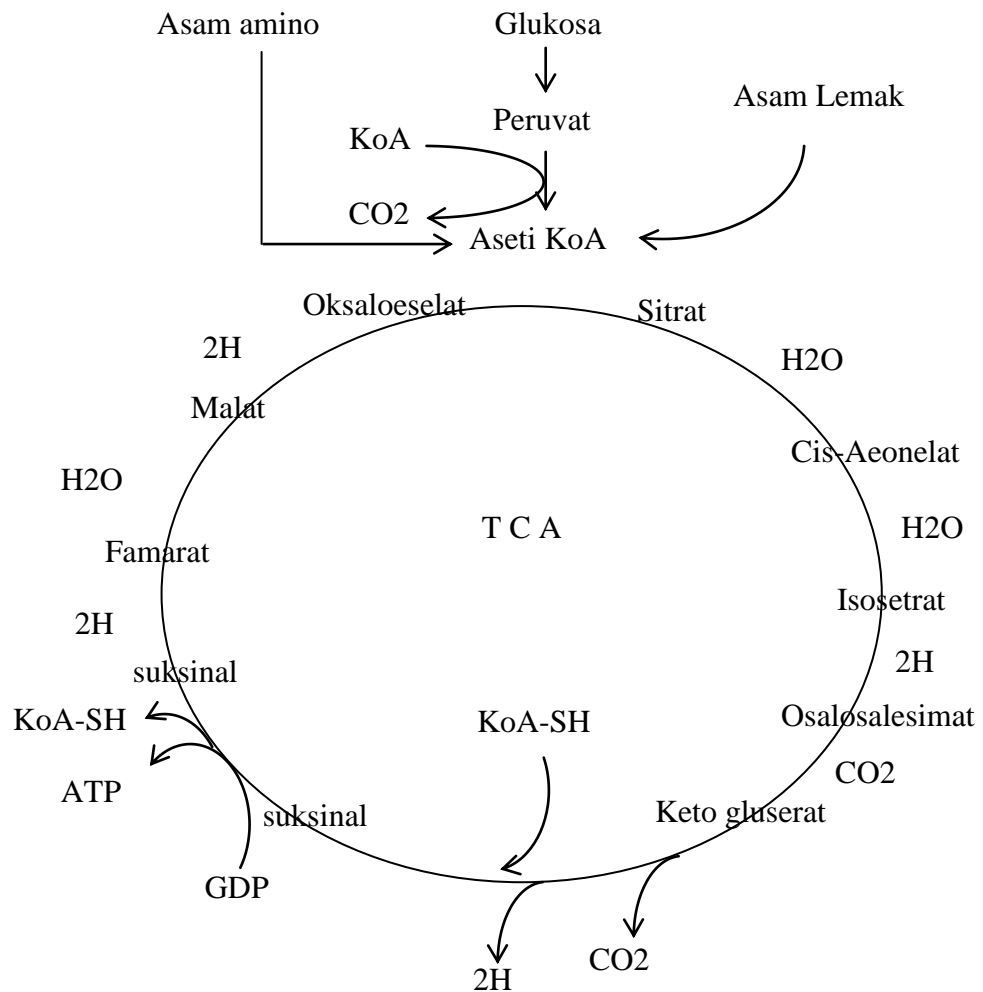 Asam amino
Glukosa
Asam Lemak
Peruvat
KoA
CO2
Aseti KoA
Oksaloeselat
Sitrat
2H
H2O
Malat
Cis-Aeonelat
H2O
T C A
H2O
Famarat
Isosetrat
2H
2H
suksinal
KoA-SH
KoA-SH
Osalosalesimat
CO2
ATP
suksinal
Keto gluserat
GDP
CO2
2H